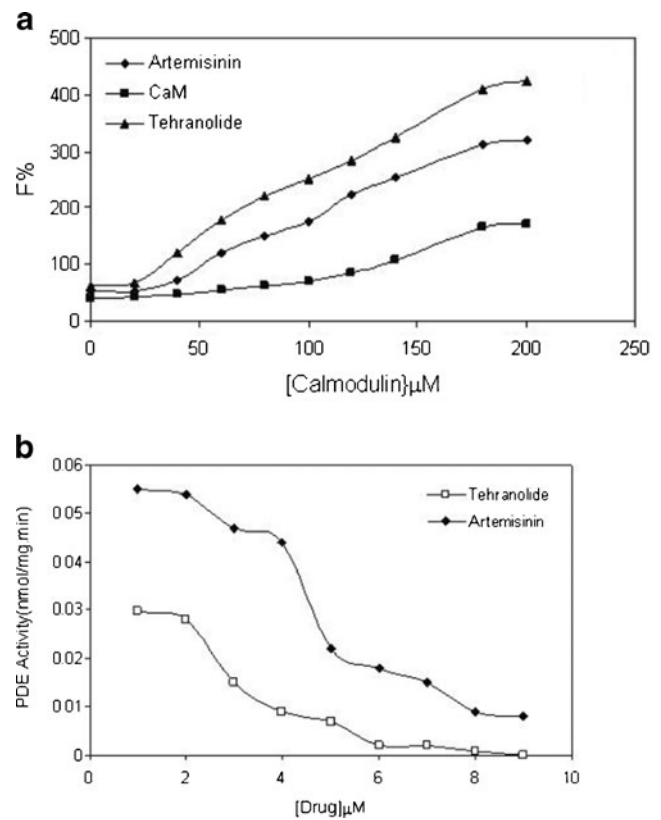 a
500
400
300
200
100
0
F%
Artemisinin
CaM
Tehranolide
0 50 100 150 200 250
[Calmodulin}µM
b
0.06
0.05
0.04
0.03
0.02
0.01
0
PDE Activity(nmol/mg.min)
Tehranolide
Artemisinin
0 2 4 6 8 10
[Drug]µM